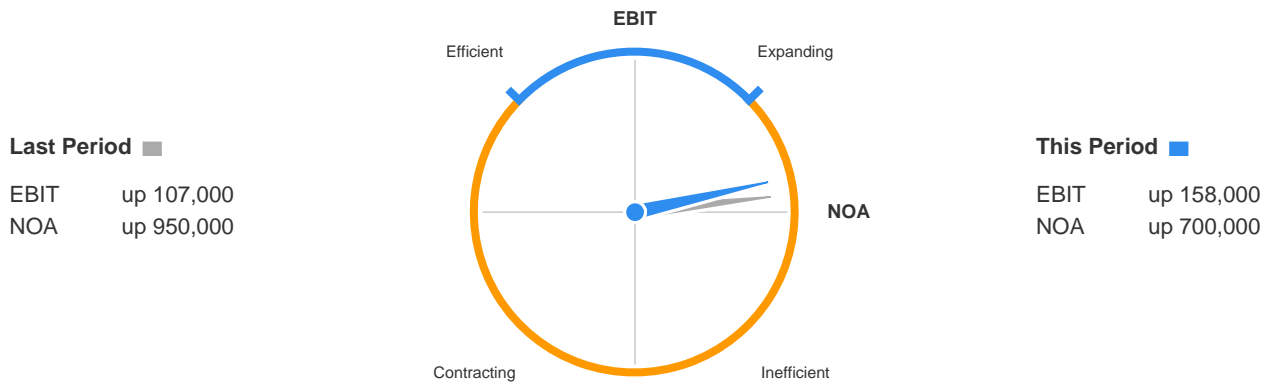 EBIT
Efficient
Expanding
Last Period
EBIT up 107,000
NOA up 950,000
NOA
This Period
EBIT up 158,000
NOA up 700,000
Contracting
Inefficient